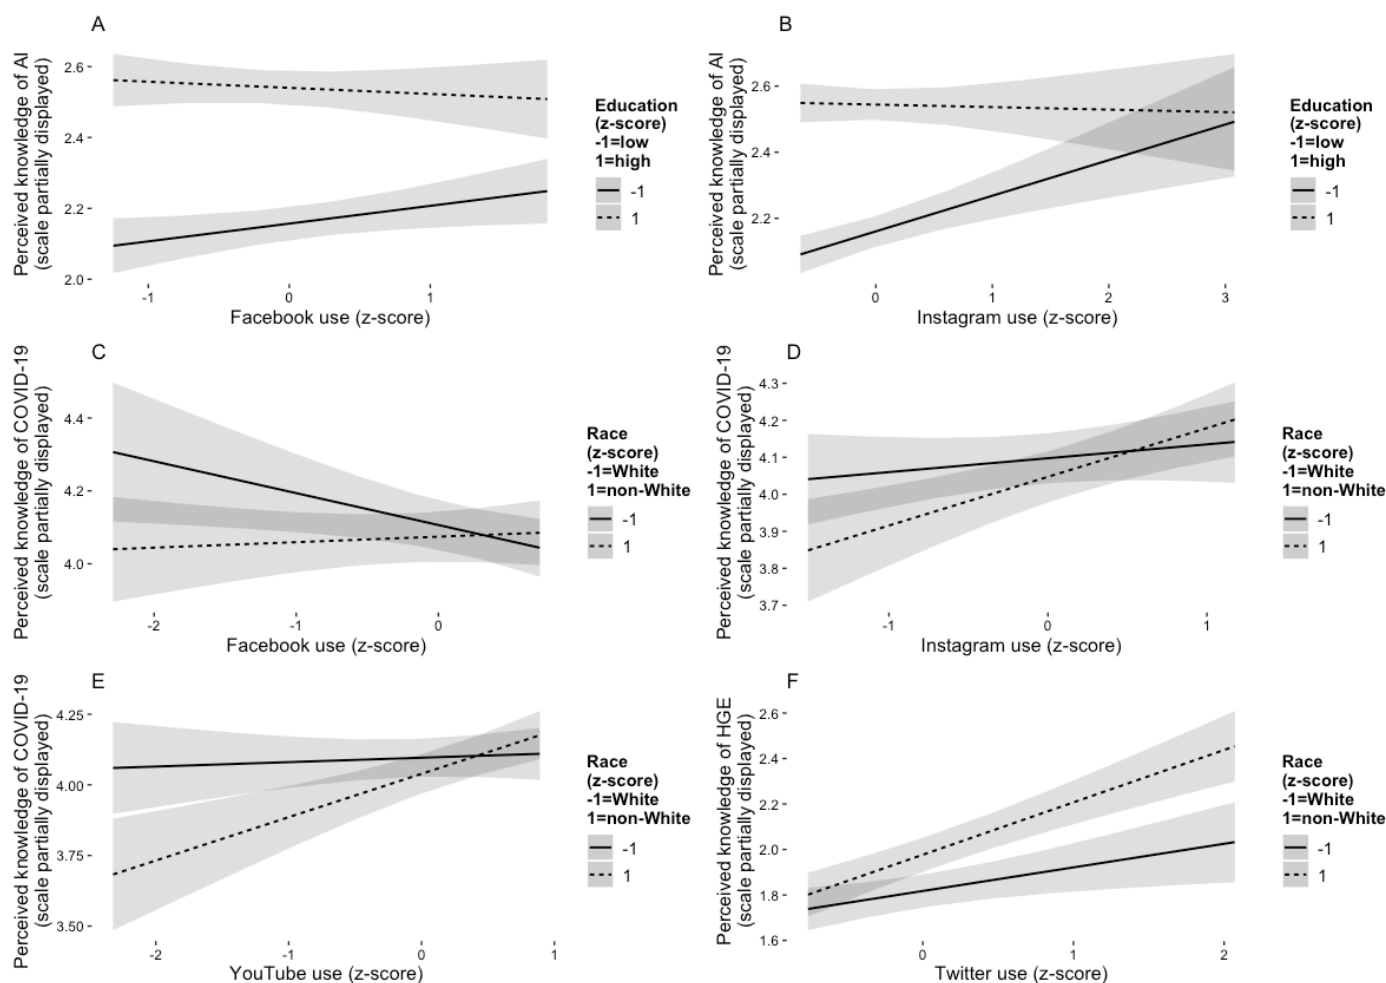 A
Perceived knowledge of AI
(scale partially displayed)
2.6
2.4
2.2
2.0
-1
0
1
Facebook use (z-score)
Education
(z-score)
-1=low
1=high
-1
1
B
Perceived knowledge of AI
(scale partially displayed)
2.6
2.4
2.2
0
1
2
3
Instagram use (z-score)
Education
(z-score)
-1=low
1=high
-1
1
C
Perceived knowledge of COVID-19
(scale partially displayed)
4.4
4.2
4.0
-2
-1
0
Facebook use (z-score)
Race
(z-score)
-1=White
1=non-White
-1
1
D
Perceived knowledge of COVID-19
(scale partially displayed)
4.3
4.2
4.1
4.0
3.9
3.8
3.7
-1
0
1
Instagram use (z-score)
Race
(z-score)
-1=White
1=non-White
-1
1
E
Perceived knowledge of COVID-19
(scale partially displayed)
4.25
4.00
3.75
3.50
-2
-1
0
1
YouTube use (z-score)
Race
(z-score)
-1=White
1=non-White
-1
1
F
Perceived knowledge of HGE
(scale partially displayed)
2.6
2.4
2.2
2.0
1.8
1.6
0
1
2
Twitter use (z-score)
Race
(z-score)
-1=White
1=non-White
-1
1